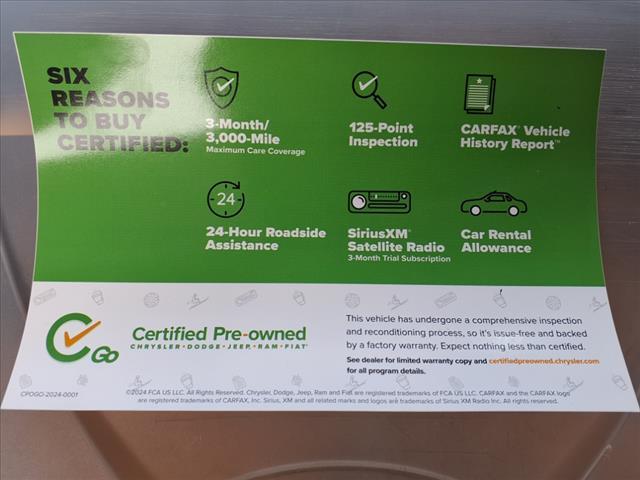 SIX
REASONS
TO BUY
CERTIFIED:
3-Month/
3,000-Mile
Maximum Care Coverage
125-Point
Inspection
CARFAX® Vehicle
History Report™
24
24-Hour Roadside
Assistance
SiriusXM®
Satellite Radio
3-Month Trial Subscription
Car Rental
Allowance
Go
Certified Pre-owned
CHRYSLER • DODGE • JEEP® • RAM • FIAT®
This vehicle has undergone a comprehensive inspection
and reconditioning process, so it's issue-free and backed
by a factory warranty. Expect nothing less than certified.
See dealer for limited warranty copy and certifiedpreowned.chrysler.com
for all program details.
CPOGO-2024-0001
©2024 FCA US LLC. All Rights Reserved. Chrysler, Dodge, Jeep, Ram and Fiat are registered trademarks of FCA US LLC. CARFAX and the CARFAX logo
are registered trademarks of CARFAX, Inc. Sirius, XM and all related marks and logos are trademarks of Sirius XM Radio Inc. All rights reserved.